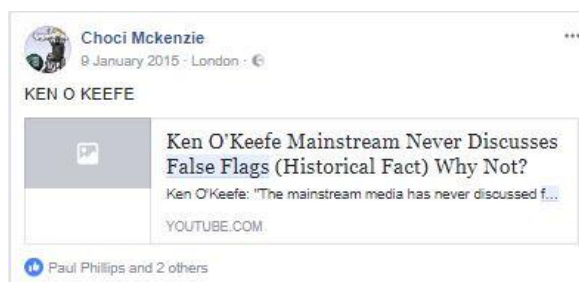 Choci Mckenzie
9 January 2015 · London ·
KEN O KEEFE
Ken O'Keefe Mainstream Never Discusses
False Flags (Historical Fact) Why Not?
Ken O'Keefe: "The mainstream media has never discussed f...
YOUTUBE.COM
Paul Phillips and 2 others